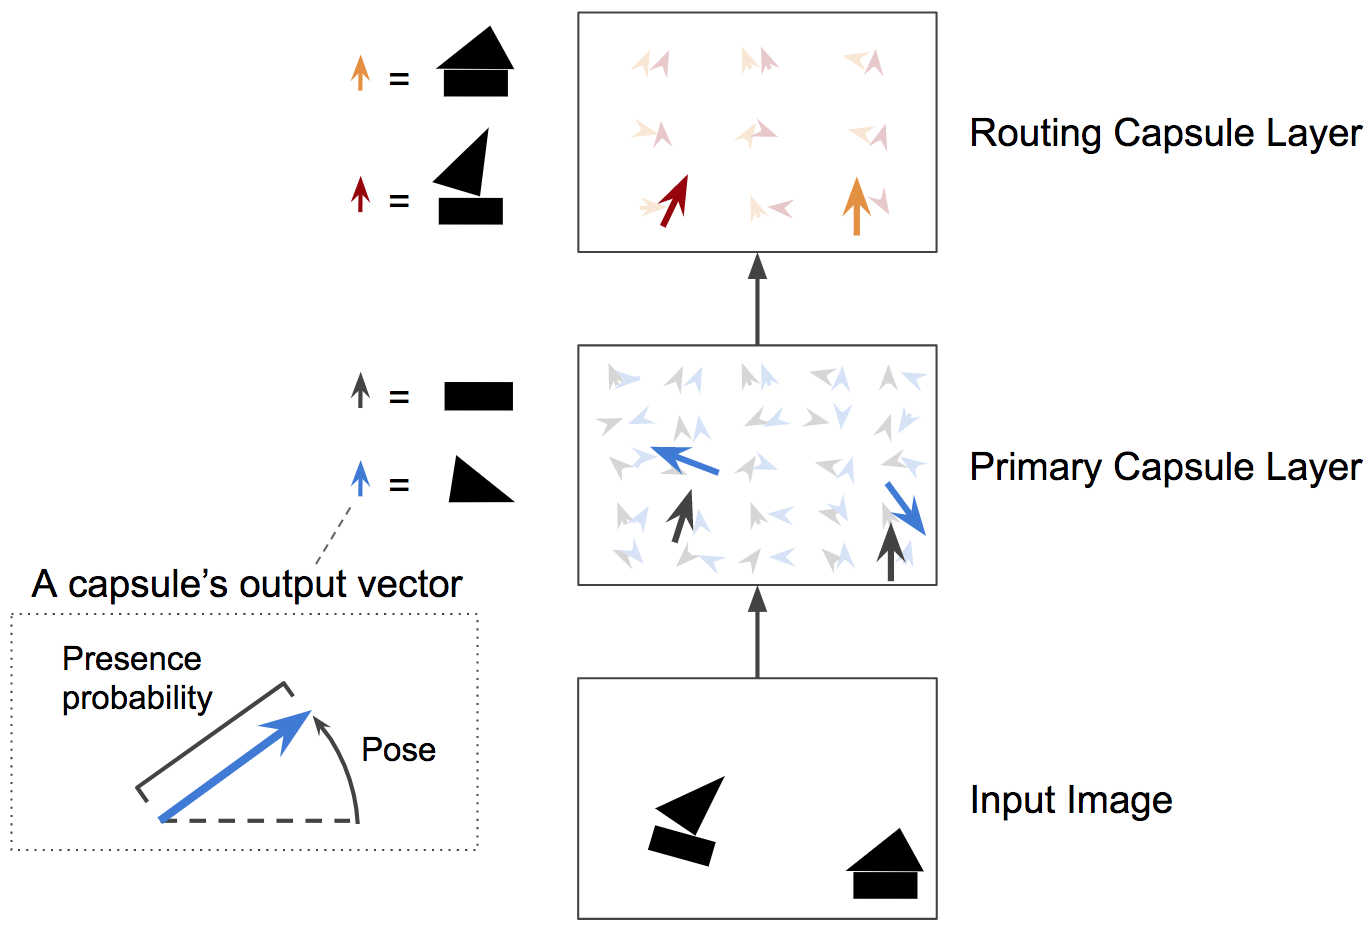 =
=
Routing Capsule Layer
=
=
Primary Capsule Layer
A capsule’s output vector
Presence
probability
Pose
Input Image